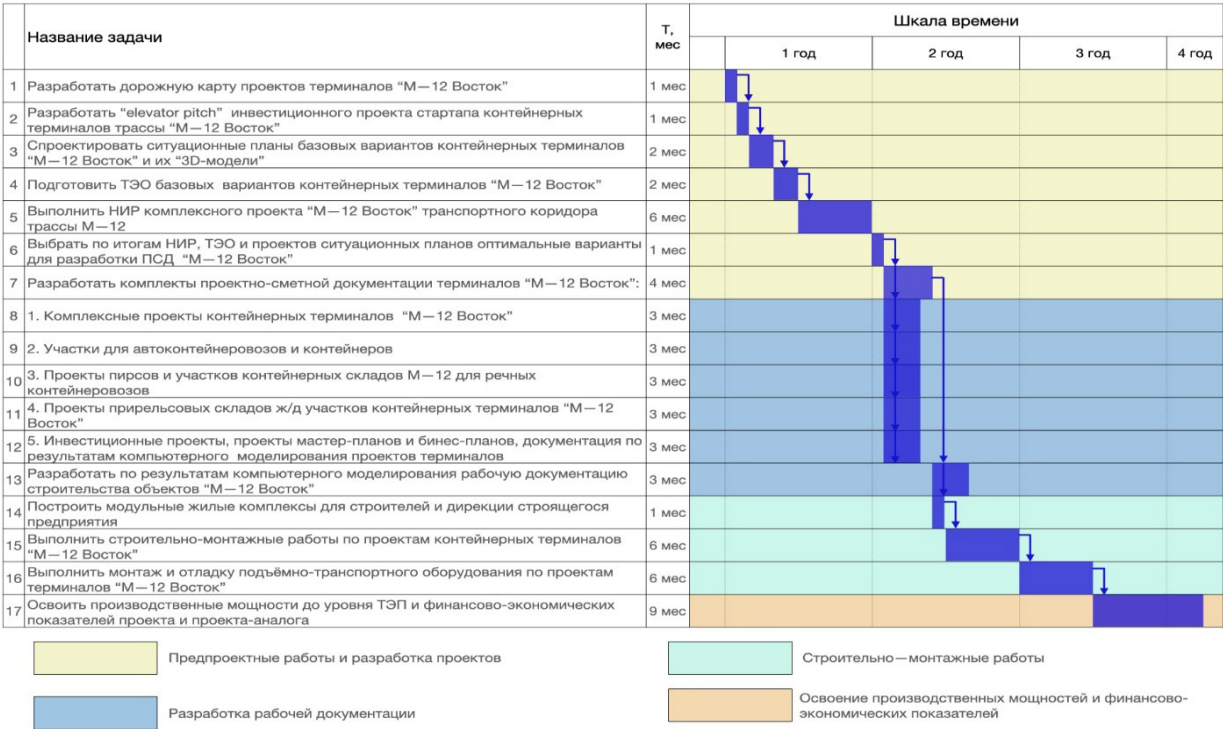 Название задачи
Т,
мес
Шкала времени
1 год
2 год
3 год
4 год
1 Разработать дорожную карту проектов терминалов “М—12 Восток” 1 мес
2 Разработать “elevator pitch” инвестиционного проекта стартапа контейнерных
терминалов трассы “М—12 Восток” 1 мес
3 Спроектировать ситуационные планы базовых вариантов контейнерных терминалов
“М—12 Восток” и их “3D-модели” 2 мес
4 Подготовить ТЭО базовых вариантов контейнерных терминалов “М—12 Восток” 2 мес
5 Выполнить НИР комплексного проекта “М—12 Восток” транспортного коридора
трассы М—12 6 мес
6 Выбрать по итогам НИР, ТЭО и проектов ситуационных планов оптимальные варианты
для разработки ПСД “М—12 Восток” 1 мес
7 Разработать комплекты проектно-сметной документации терминалов “М—12 Восток”: 4 мес
8 1. Комплексные проекты контейнерных терминалов “М—12 Восток” 3 мес
9 2. Участки для автоконтейнеровозов и контейнеров 3 мес
10 3. Проекты пирсов и участков контейнерных складов М—12 для речных
контейнеровозов 3 мес
11 4. Проекты прирельсовых складов ж/д участков контейнерных терминалов “М—12
Восток” 3 мес
12 5. Инвестиционные проекты, проекты мастер-планов и бинес-планов, документация по
результатам компьютерного моделирования проектов терминалов 3 мес
13 Разработать по результатам компьютерного моделирования рабочую документацию
строительства объектов “М—12 Восток” 3 мес
14 Построить модульные жилые комплексы для строителей и дирекции строящегося
предприятия 1 мес
15 Выполнить строительно-монтажные работы по проектам контейнерных терминалов
“М—12 Восток” 6 мес
16 Выполнить монтаж и отладку подъёмно-транспортного оборудования по проектам
терминалов “М—12 Восток” 6 мес
17 Освоить производственные мощности до уровня ТЭП и финансово-экономических
показателей проекта и проекта-аналога 9 мес
Предпроектные работы и разработка проектов
Строительно—монтажные работы
Разработка рабочей документации
Освоение производственных мощностей и финансово-
экономических показателей